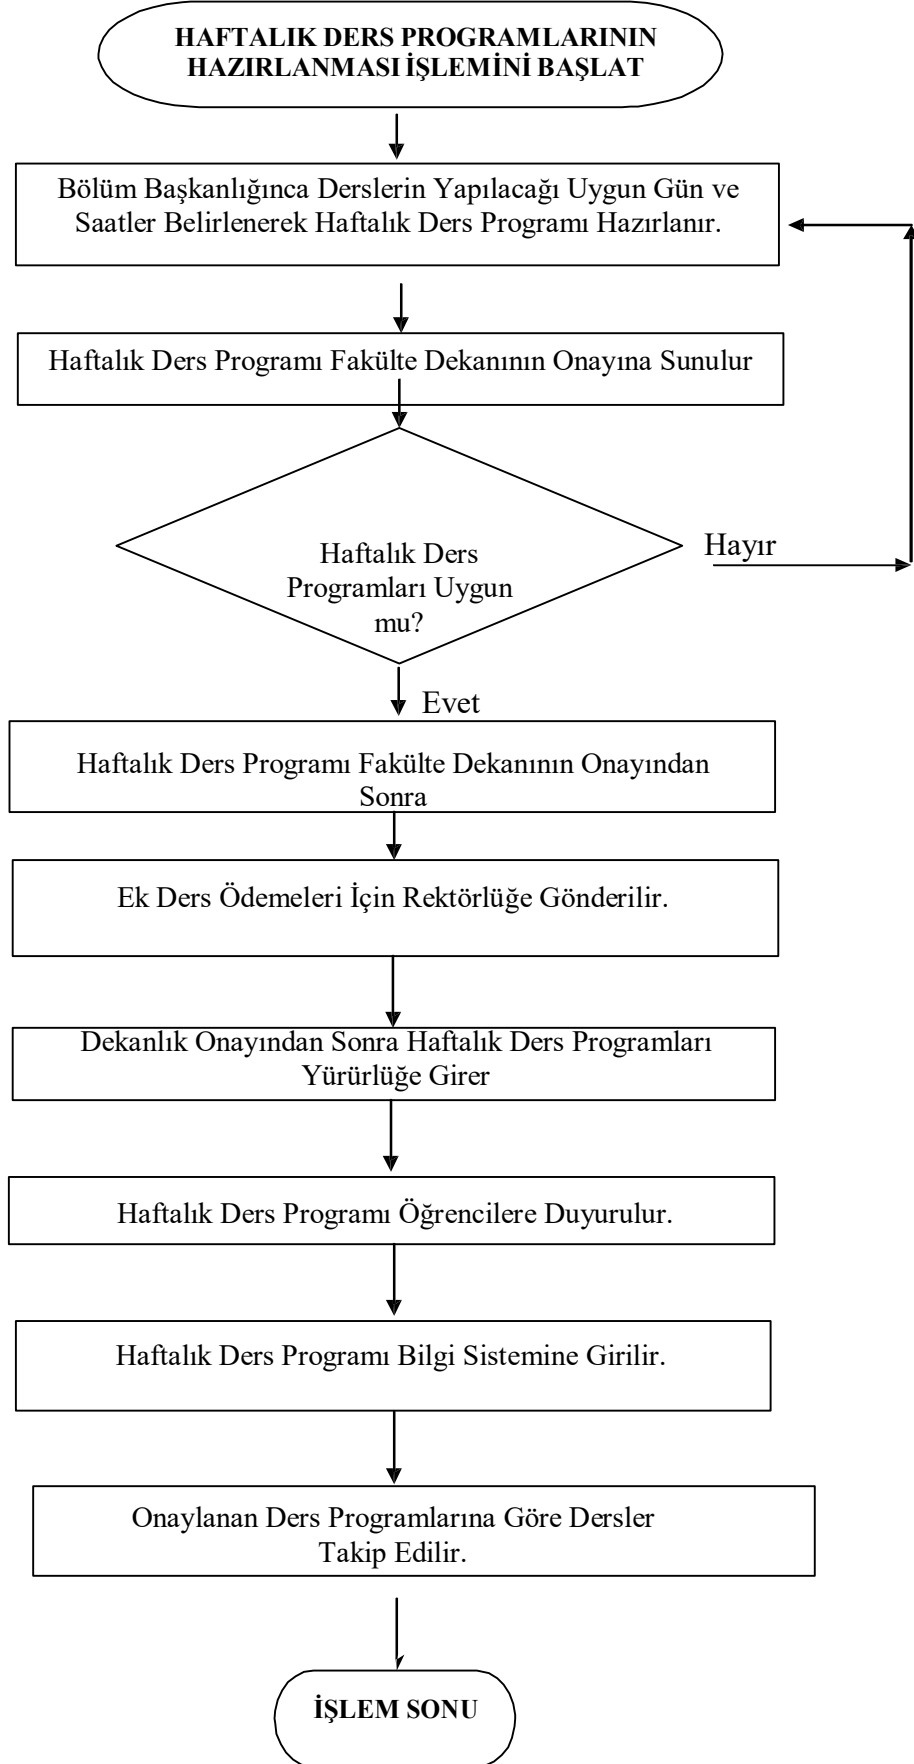 HAFTALIK DERS PROGRAMLARININ
HAZIRLANMASI İŞLEMİNİ BAŞLAT
Bölüm Başkanlığınca Derslerin Yapılacağı Uygun Gün ve
Saatler Belirlenerek Haftalık Ders Programı Hazırlanır.
Haftalık Ders Programı Fakülte Dekanının Onayına Sunulur
Haftalık Ders
Programları Uygun
mu?
Hayır
Evet
Haftalık Ders Programı Fakülte Dekanının Onayından
Sonra
Ek Ders Ödemeleri İçin Rektörlüğe Gönderilir.
Dekanlık Onayından Sonra Haftalık Ders Programları
Yürürlüğe Girer
Haftalık Ders Programı Öğrencilere Duyurulur.
Haftalık Ders Programı Bilgi Sistemine Girilir.
Onaylanan Ders Programlarına Göre Dersler
Takip Edilir.
İŞLEM SONU